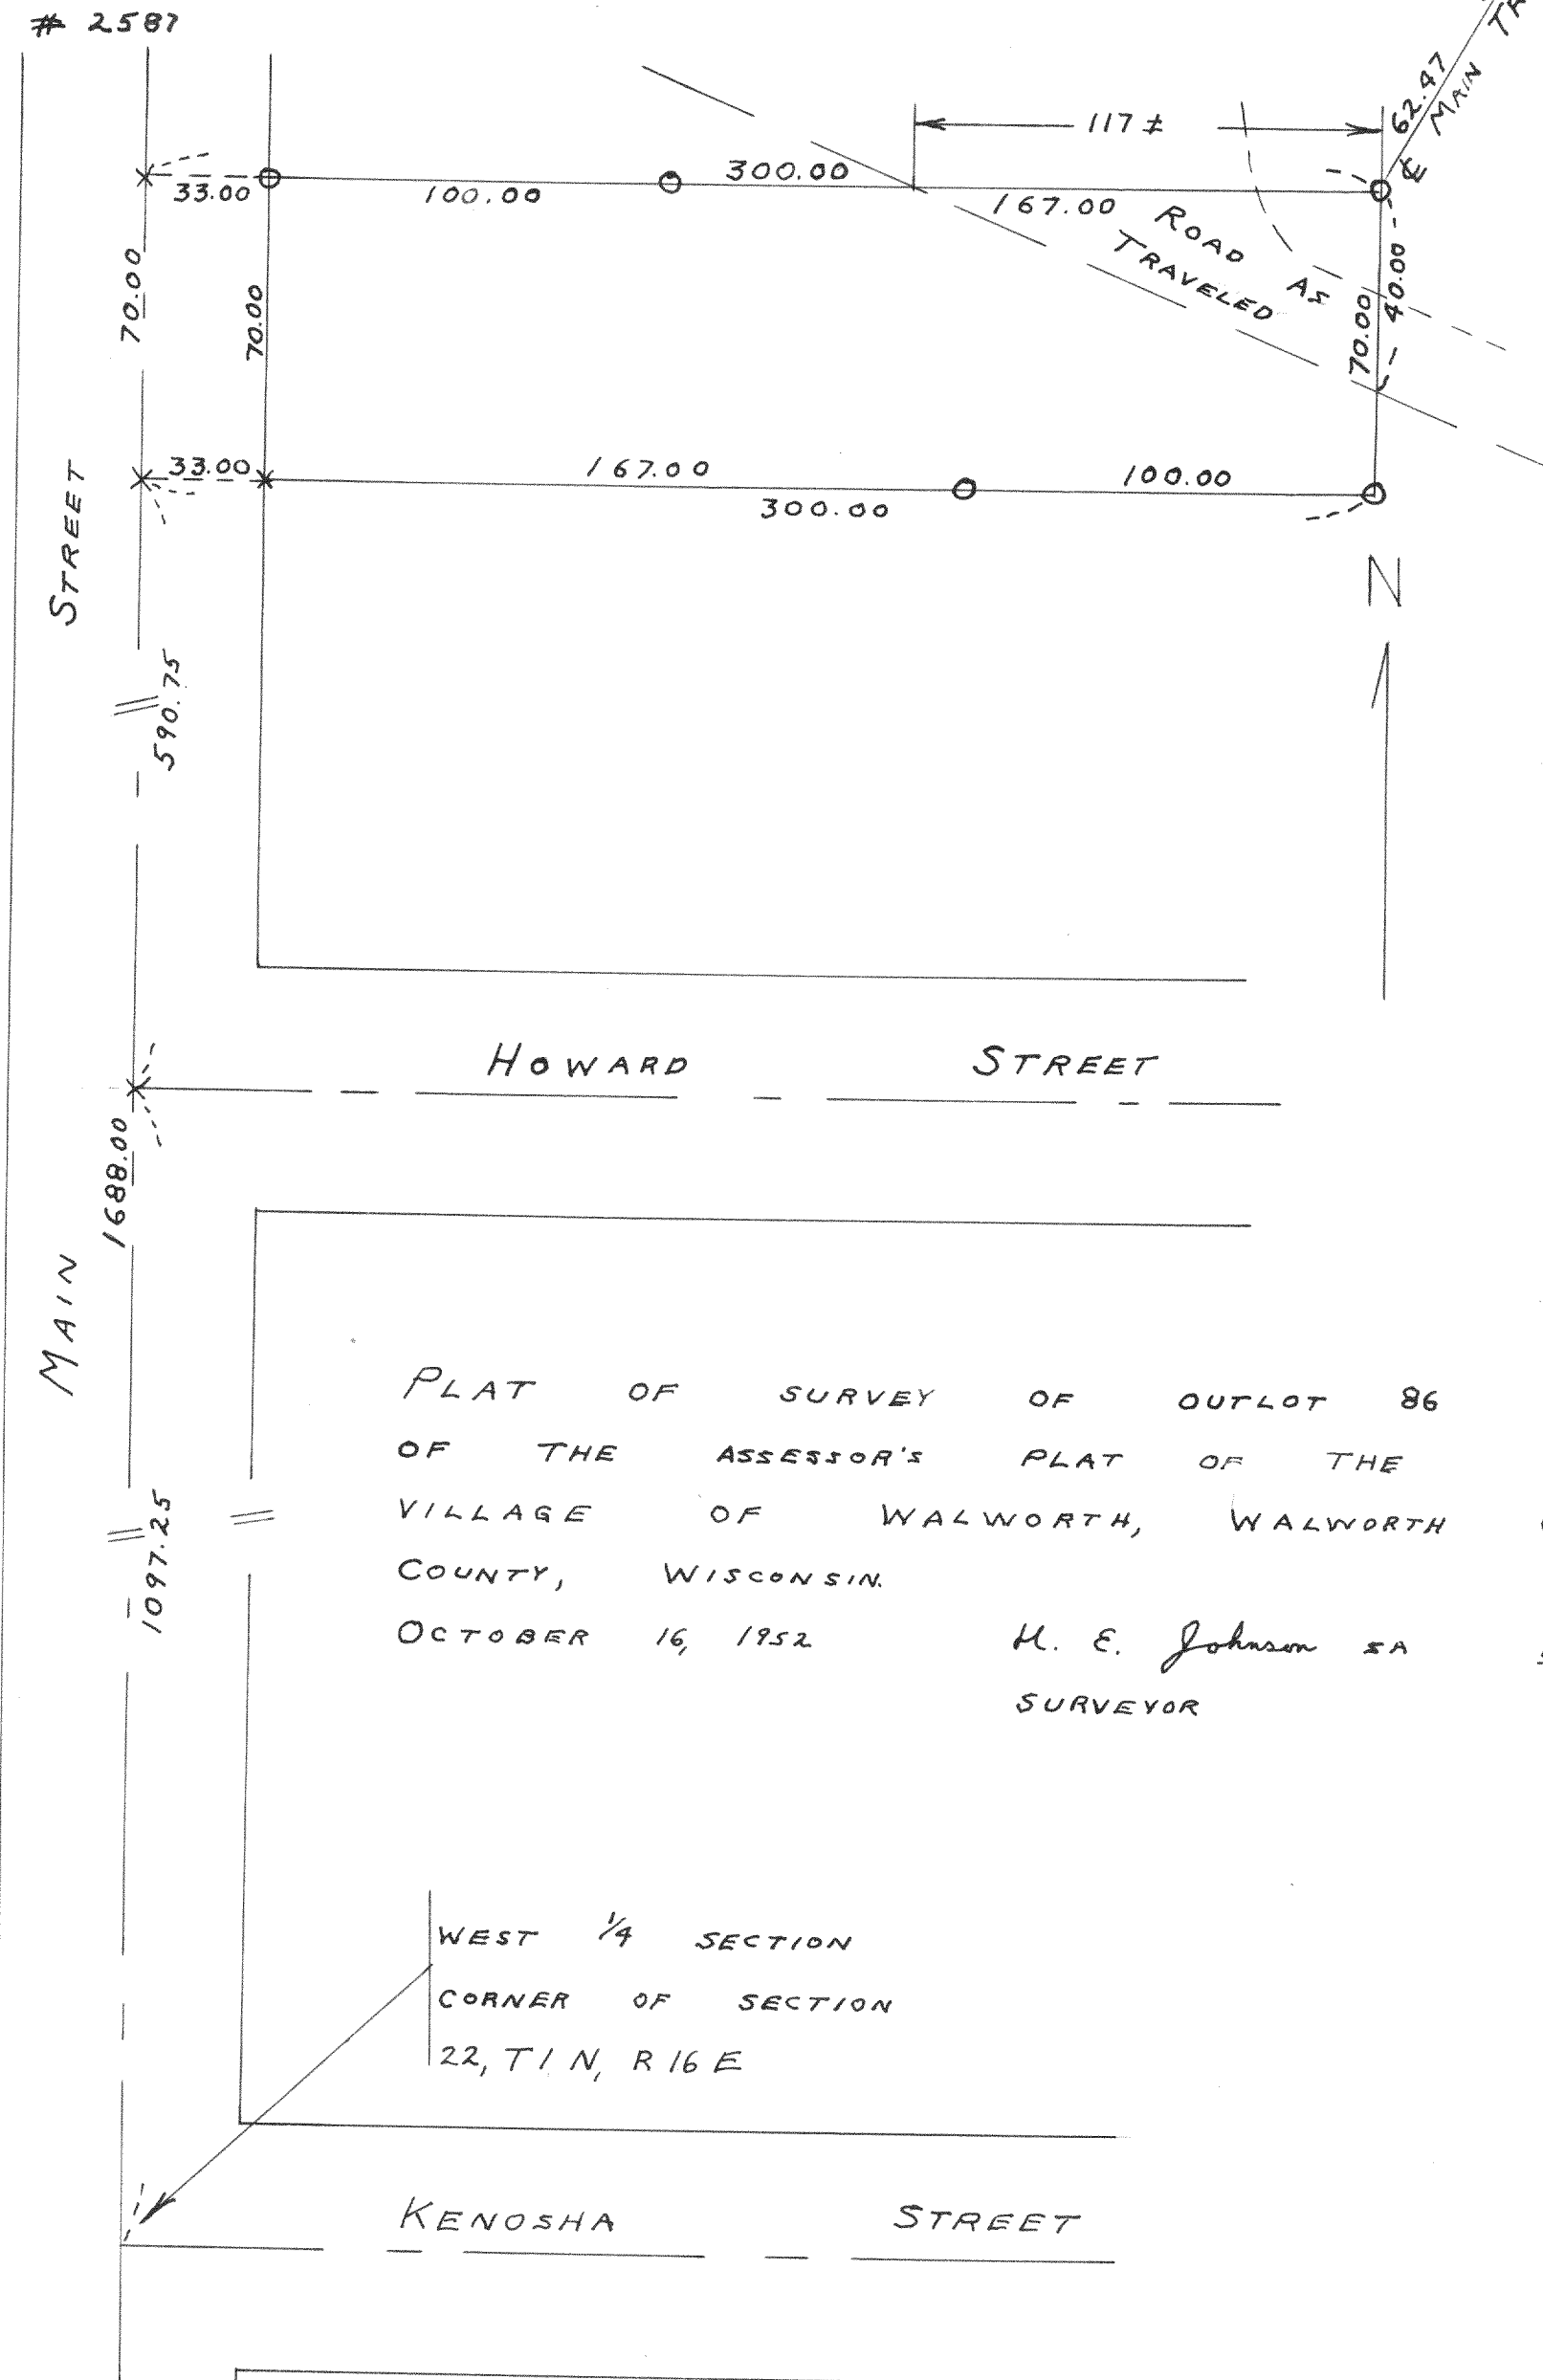 # 2587
117 ±
62.47
MAIN
33.00
100.00
300.00
167.00
70.00
70.00
ROAD AS
TRAVELED
70.00
40.00
33.00
167.00
300.00
100.00
N
STREET
590.75
HOWARD STREET
1688.00
MAIN
1097.25
PLAT OF SURVEY OF OUTLOT 86
OF THE ASSESSOR'S PLAT OF THE
VILLAGE OF WALWORTH, WALWORTH
COUNTY, WISCONSIN.
OCTOBER 16, 1952
H. E. Johnson SA
SURVEYOR
WEST 1/4 SECTION
CORNER OF SECTION
22, T1N, R16E
KENOSHA STREET